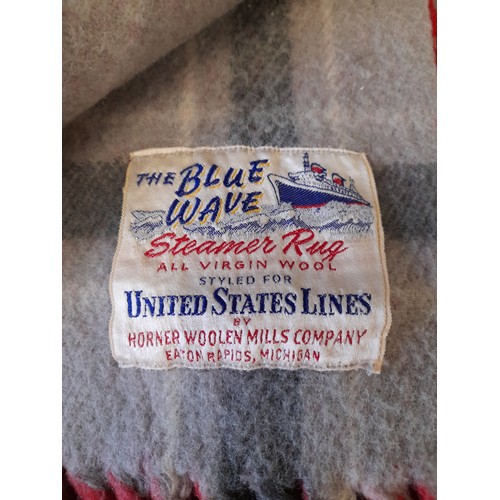 THE BLUE
WAVE
Steamer Rug
ALL VIRGIN WOOL
STYLED FOR
UNITED STATES LINES
BY
HORNER WOOLEN MILLS COMPANY
EATON RAPIDS, MICHIGAN